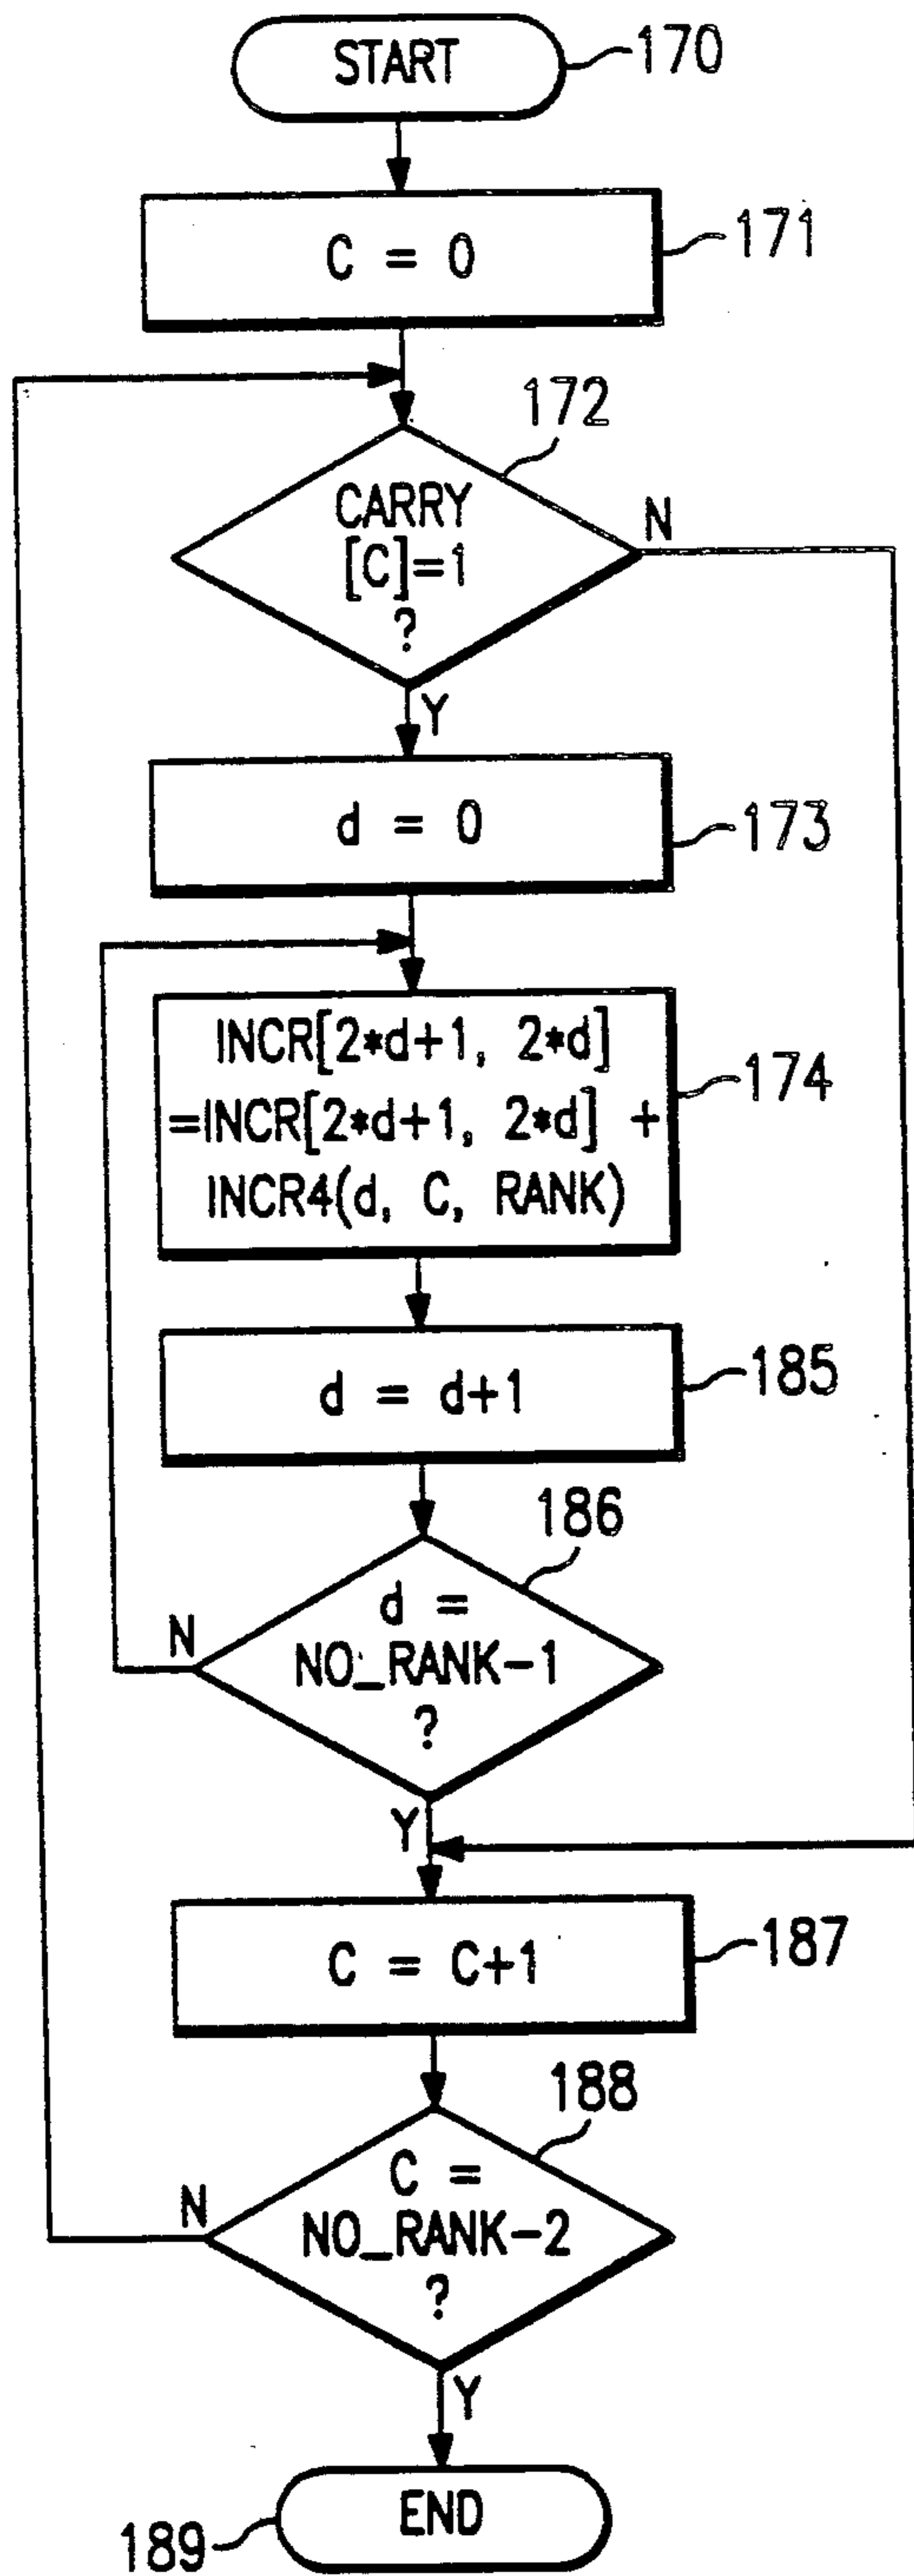 START
170
C = 0
171
172
CARRY
[C]=1
?
N
Y
d = 0
173
INCR[2*d+1, 2*d]
=INCR[2*d+1, 2*d] +
INCR4(d, C, RANK)
174
d = d+1
185
186
d =
NO_RANK-1
?
N
Y
C = C+1
187
188
C =
NO_RANK-2
?
N
Y
END
189